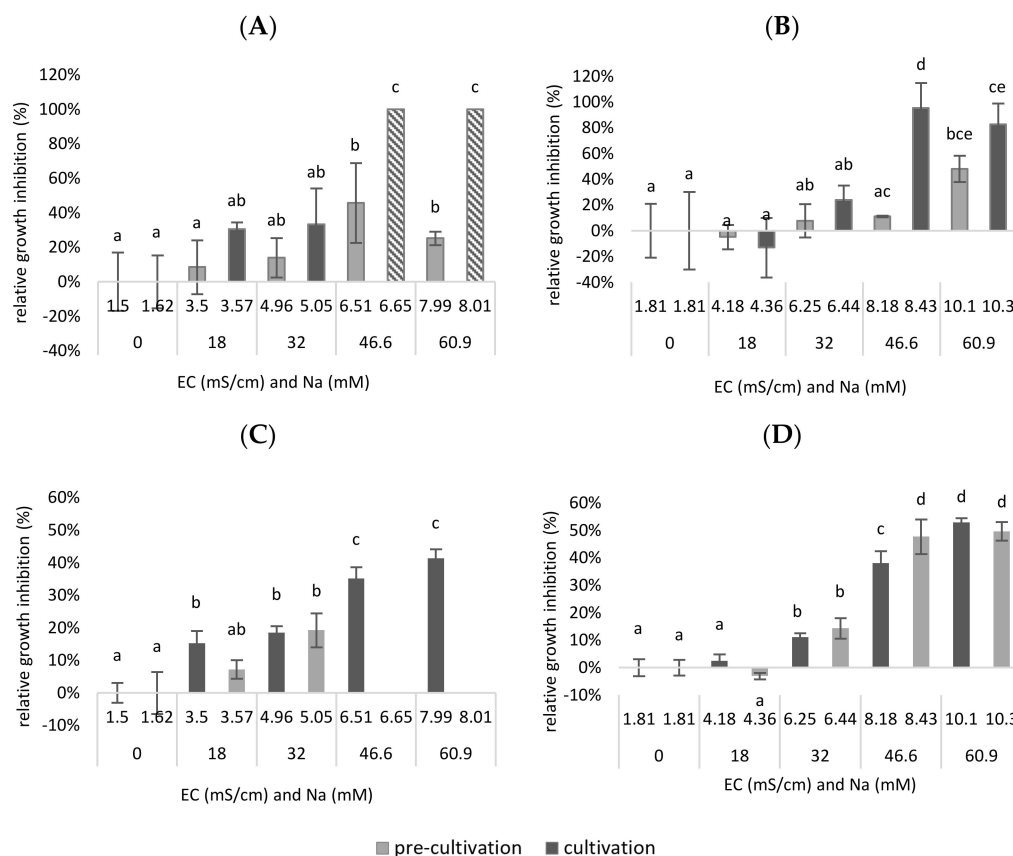 (A)
relative growth inhibition (%)
120%
100%
80%
60%
40%
20%
0%
-20%
-40%
a a a ab ab ab b c b c
1.5 1.62 3.5 3.57 4.96 5.05 6.51 6.65 7.99 8.01
0 18 32 46.6 60.9
EC (mS/cm) and Na (mM)
(B)
relative growth inhibition (%)
120%
100%
80%
60%
40%
20%
0%
-20%
-40%
a a a a ab ab ac d bce ce
1.81 1.81 4.18 4.36 6.25 6.44 8.18 8.43 10.1 10.3
0 18 32 46.6 60.9
EC (mS/cm) and Na (mM)
(C)
relative growth inhibition (%)
60%
50%
40%
30%
20%
10%
0%
-10%
a a b ab b b c c
1.5 1.62 3.5 3.57 4.96 5.05 6.51 6.65 7.99 8.01
0 18 32 46.6 60.9
EC (mS/cm) and Na (mM)
(D)
relative growth inhibition (%)
60%
50%
40%
30%
20%
10%
0%
-10%
a a a a b b c d d d
1.81 1.81 4.18 4.36 6.25 6.44 8.18 8.43 10.1 10.3
0 18 32 46.6 60.9
EC (mS/cm) and Na (mM)
pre-cultivation cultivation